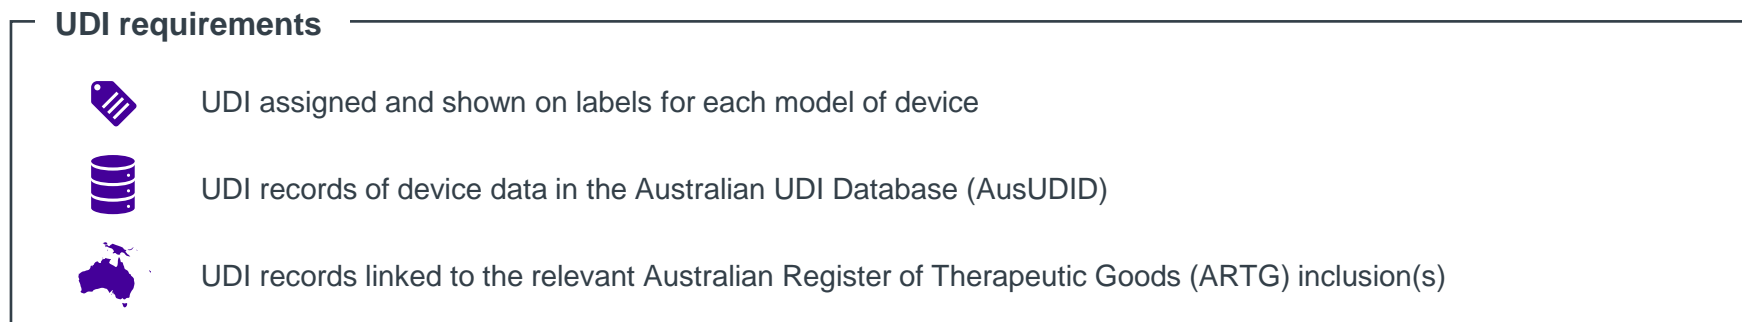 UDI requirements
UDI assigned and shown on labels for each model of device
UDI records of device data in the Australian UDI Database (AusUDID)
UDI records linked to the relevant Australian Register of Therapeutic Goods (ARTG) inclusion(s)